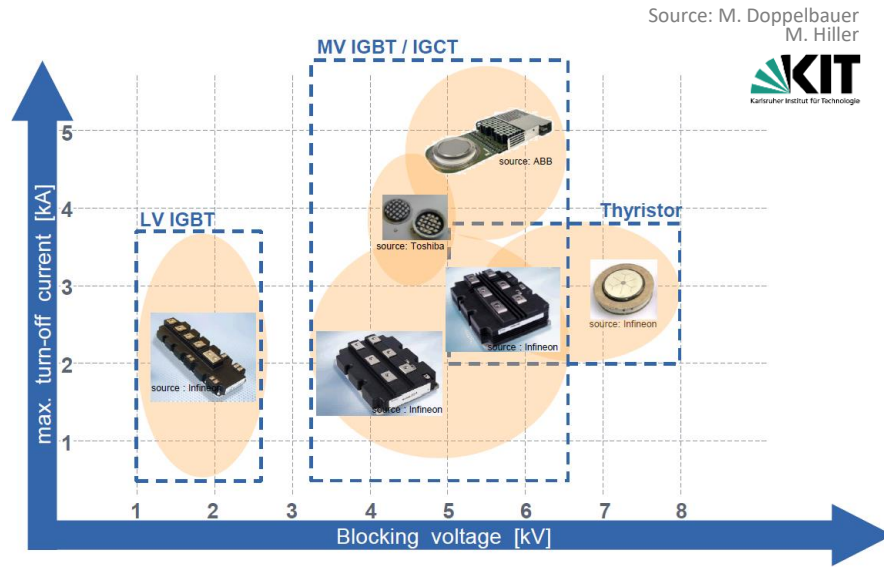 Source: M. Doppelbauer
M. Hiller
KIT
Karlsruher Institut für Technologie
MV IGBT / IGCT
max. turn-off current [kA]
5
source: ABB
4
Thyristor
LV IGBT
source: Toshiba
3
source: Infineon
source : Infineon
2
source : Infineon
source : Infineon
1
1 2 3 4 5 6 7 8
Blocking voltage [kV]